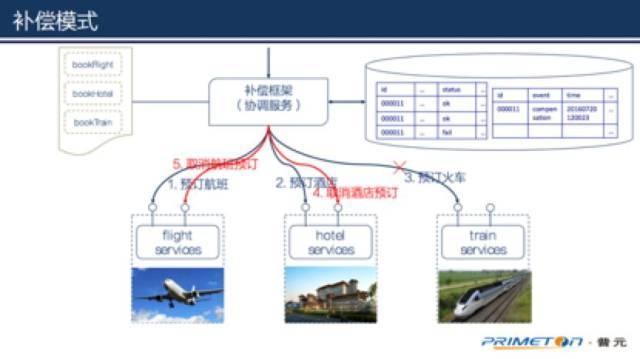 补偿模式
bookFlight
bookHotel
bookTrain
补偿框架
(协调服务)
id ... status ...
000011 ... ok
000011 ... ok
000011 ... fail
id event time ...
000011 compen 20160720 ...
sation 120023
5. 取消航班预订
1. 预订航班
2. 预订酒店
4. 取消酒店预订
3. 预订火车
flight
services
hotel
services
train
services
PRIMETON · 普元